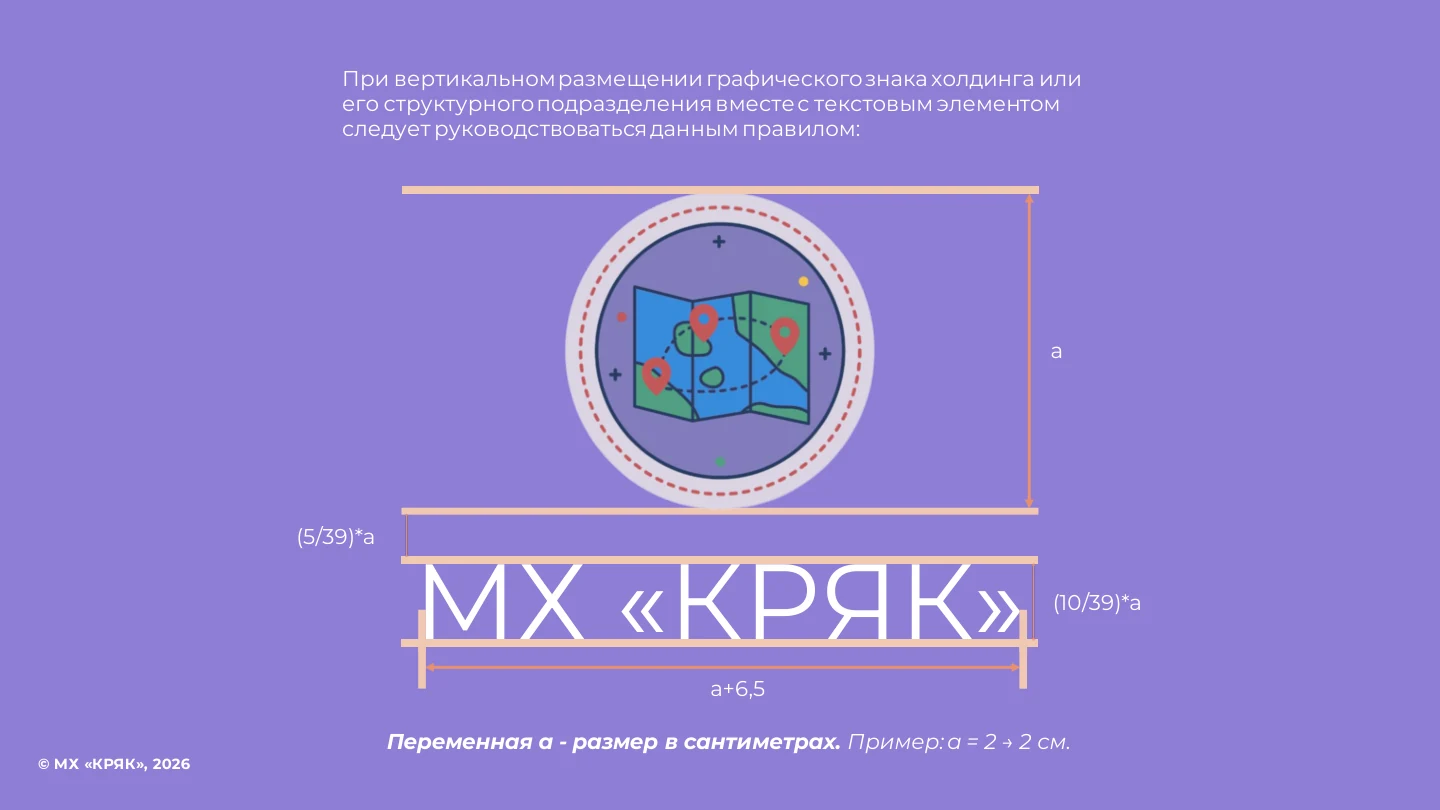 При вертикальном размещении графического знака холдинга или
его структурного подразделения вместе с текстовым элементом
следует руководствоваться данным правилом:
a
(5/39)*a
МХ «КРЯК»
(10/39)*a
a+6,5
Переменная a - размер в сантиметрах. Пример: a = 2 → 2 см.
© МХ «КРЯК», 2026